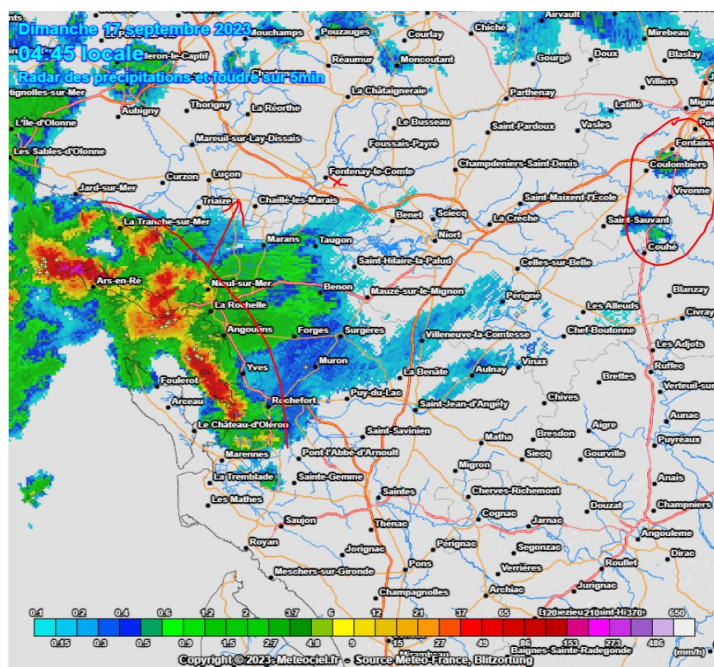 Dimanche 17 septembre 2023
04:45 locale
Radar des précipitations et foudre sur 5min
Pouzauges
Courlay
Chiché
Airvault
Mirebeau
Réaumur
Moncoutant
Gourgé
Doux
Blaslay
Aubigny
Thorigny
La Réorthe
La Châtaigneraie
Parthenay
Villiers
Latillé
L'Île-d'Olonne
Le Busseau
Saint-Pardoux
Vasles
Mareuil-sur-Lay-Dissais
Foussais-Payré
Les Sables-d'Olonne
Champdeniers-Saint-Denis
Coulombiers
Curzon
Luçon
Fontenay-le-Comte
Jard-sur-Mer
Vivonne
Triaize
Chaillé-les-Marais
Saint-Maixent-l'École
La Tranche-sur-Mer
Benet
Sciecq
La Crèche
Saint-Sauvant
Marans
Taugon
Niort
Couhé
Saint-Hilaire-la-Palud
Celles-sur-Belle
Ars-en-Ré
Nieul-sur-Mer
Benon
Mauzé-sur-le-Mignon
Périgné
Blanzay
La Rochelle
Les Alleuds
Civray
Angoulins
Forges
Surgères
Villeneuve-la-Comtesse
Chef-Boutonne
Les Adjots
Yves
Muron
Vinax
Ruffec
Foulerot
La Benâte
Aulnay
Brettes
Verteuil-sur
Arceau
Rochefort
Puy-du-Lac
Saint-Jean-d'Angély
Chives
Aunac
Le Château-d'Oléron
Saint-Savinien
Matha
Bresdon
Aigre
Puyréaux
Marennes
Pont-l'Abbé-d'Arnoult
Siecq
Gourville
La Tremblade
Sainte-Gemme
Migron
Anais
Les Mathes
Saintes
Cherves-Richemont
Douzat
Champniers
Saujon
Thénac
Cognac
Jarnac
Angouleme
Royan
Jorignac
Pérignac
Segonzac
Dirac
Meschers-sur-Gironde
Pons
Verrières
Roullet
Champagnolles
Archiac
Jurignac
0.1 0.2 0.6 1.2 2 3.7 6 12 21 37 65 120 210 370 650
0.15 0.3 0.9 1.5 2.7 4.5 9 15 27 49 86 153 272 486 (mm/h)
Baignes-Sainte-Radegonde
Copyright © 2023 Meteociel.fr - Source Meteo-France, Blitzortung